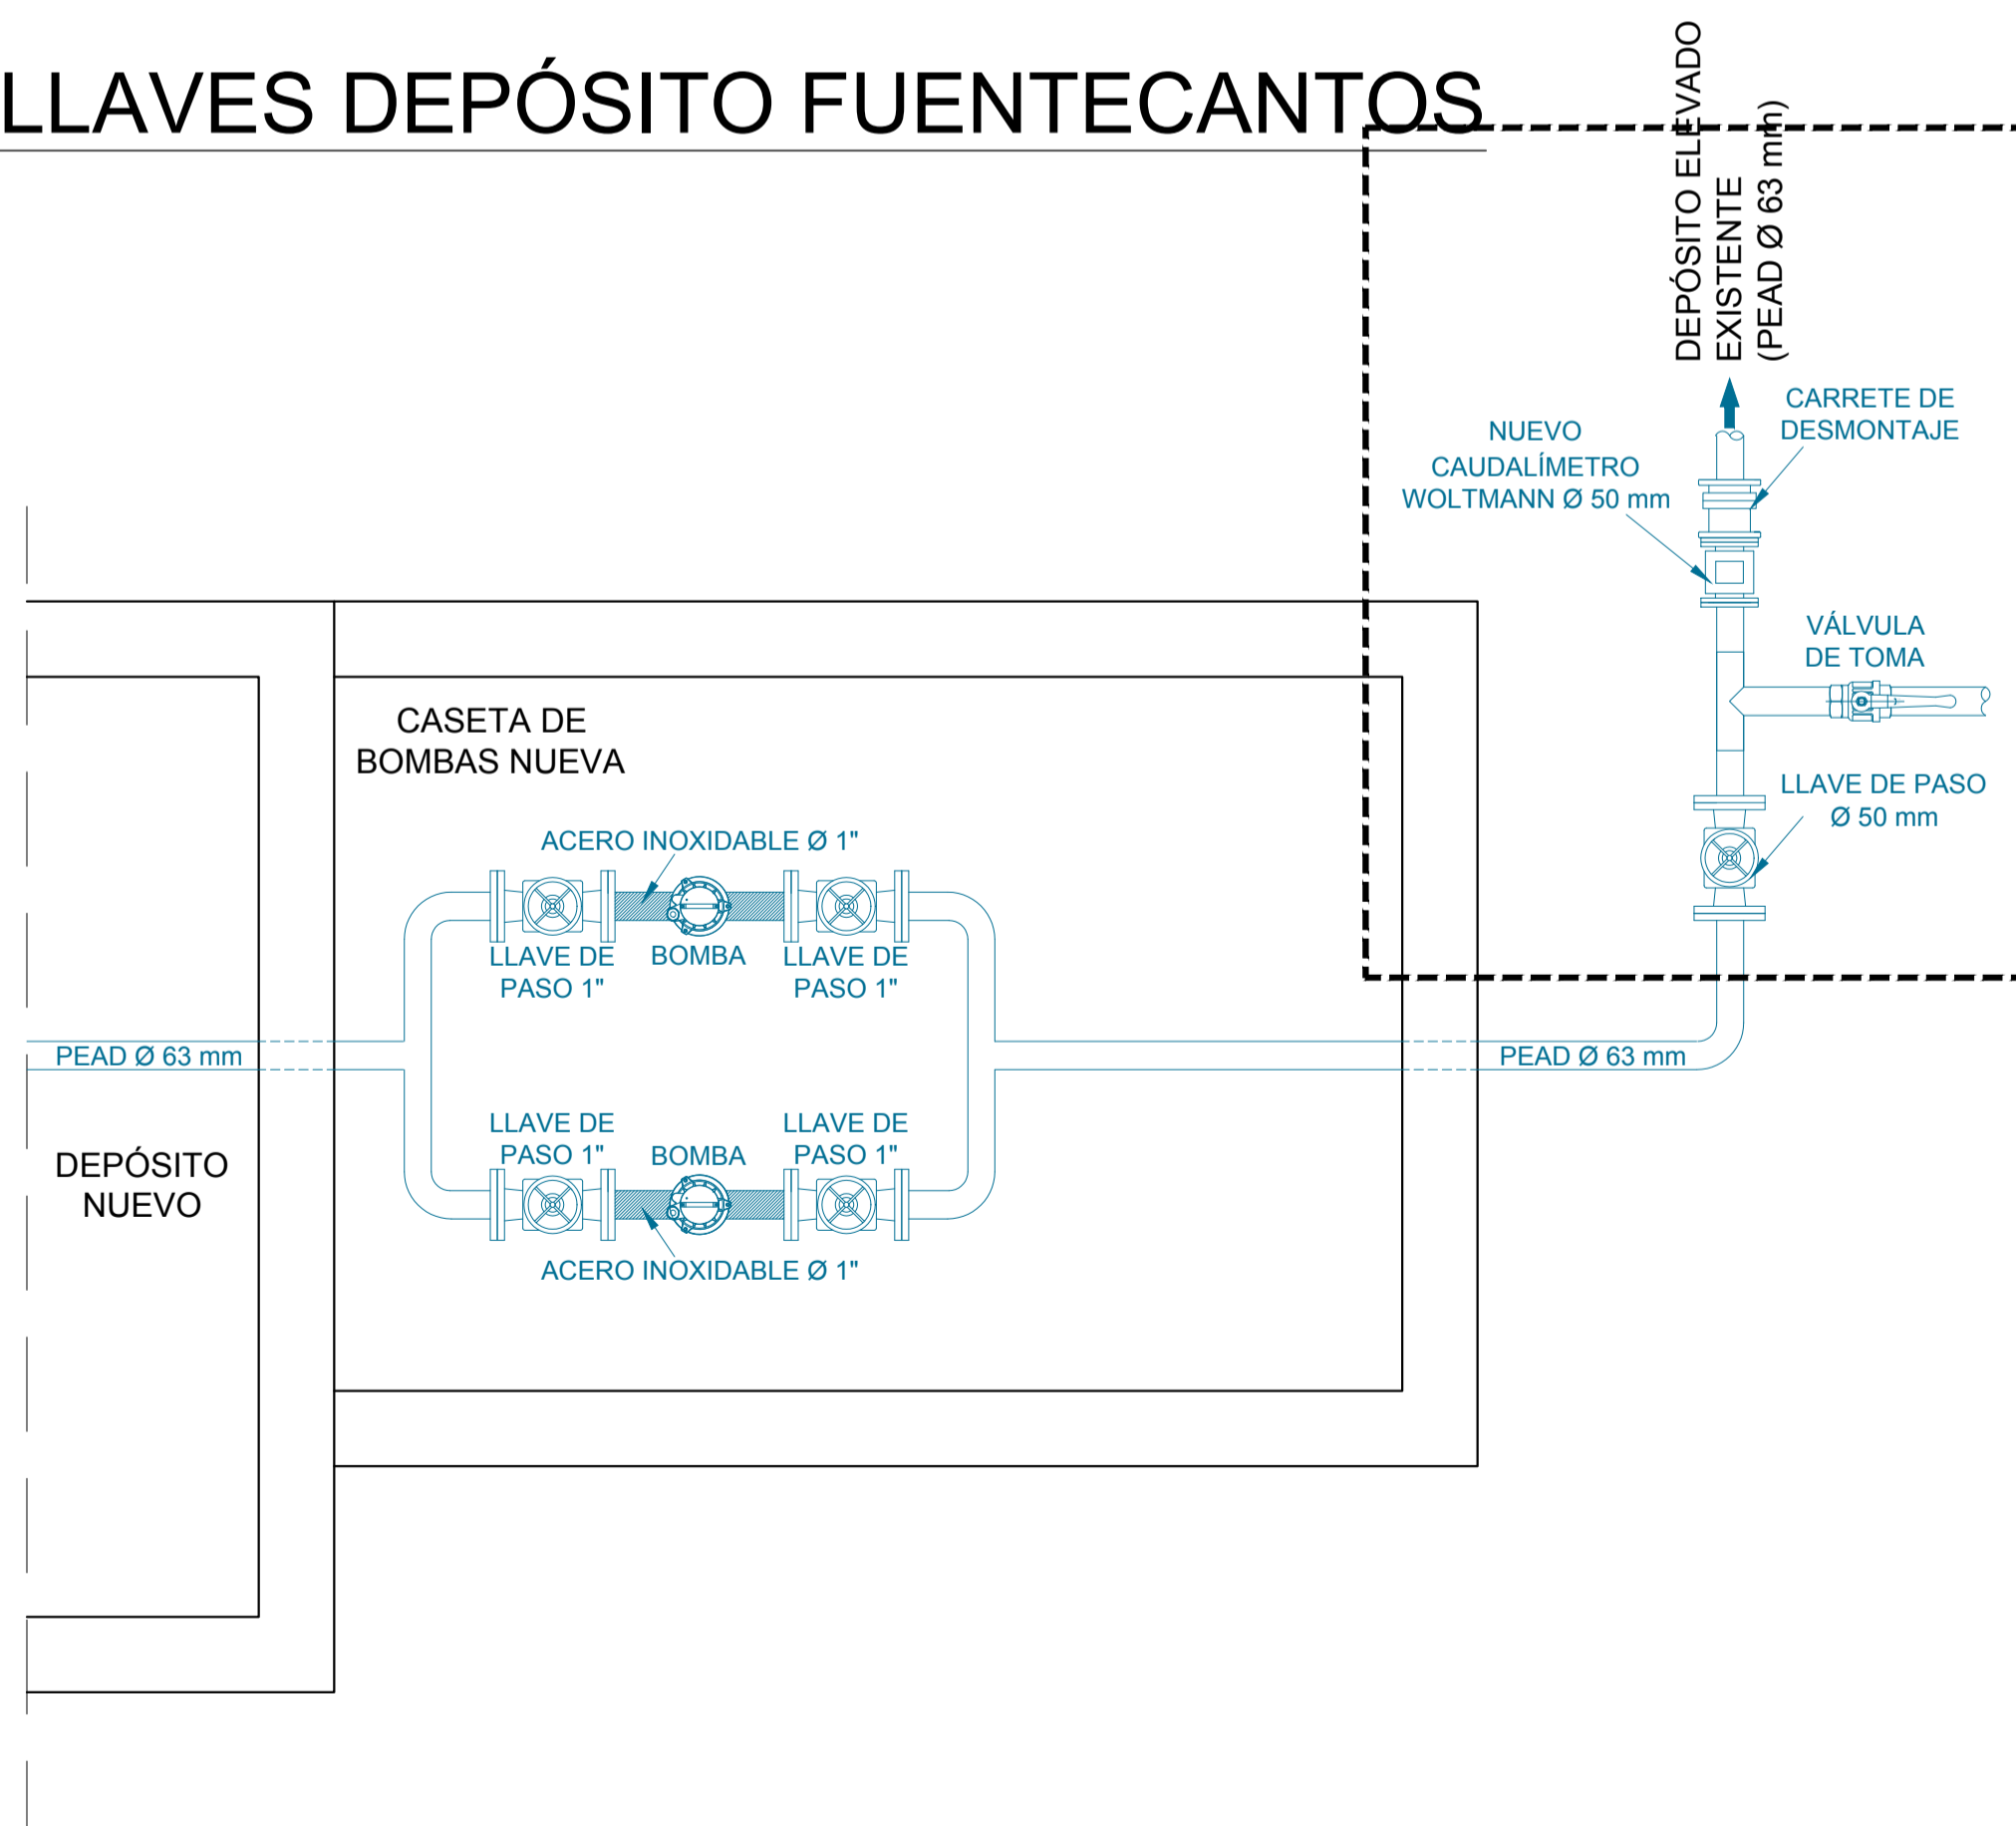 LLAVES DEPÓSITO FUENTECANTOS
DEPÓSITO ELEVADO
EXISTENTE
(PEAD Ø 63 mm)
CARRETE DE
DESMONTAJE
NUEVO
CAUDALÍMETRO
WOLTMANN Ø 50 mm
VÁLVULA
DE TOMA
LLAVE DE PASO
Ø 50 mm
CASETA DE
BOMBAS NUEVA
ACERO INOXIDABLE Ø 1"
LLAVE DE
PASO 1"
BOMBA
LLAVE DE
PASO 1"
PEAD Ø 63 mm
PEAD Ø 63 mm
LLAVE DE
PASO 1"
BOMBA
LLAVE DE
PASO 1"
ACERO INOXIDABLE Ø 1"
DEPÓSITO
NUEVO